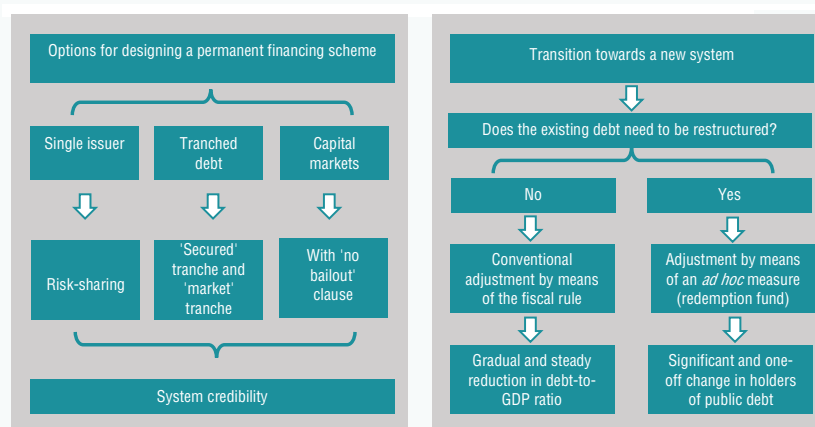 Options for designing a permanent financing scheme
Single issuer
Tranched
debt
Capital
markets
Risk-sharing
'Secured'
tranche and
'market'
tranche
With 'no
bailout'
clause
System credibility
Transition towards a new system
Does the existing debt need to be restructured?
No
Yes
Conventional
adjustment by means
of the fiscal rule
Adjustment by means
of an ad hoc measure
(redemption fund)
Gradual and steady
reduction in debt-to-
GDP ratio
Significant and one-
off change in holders
of public debt